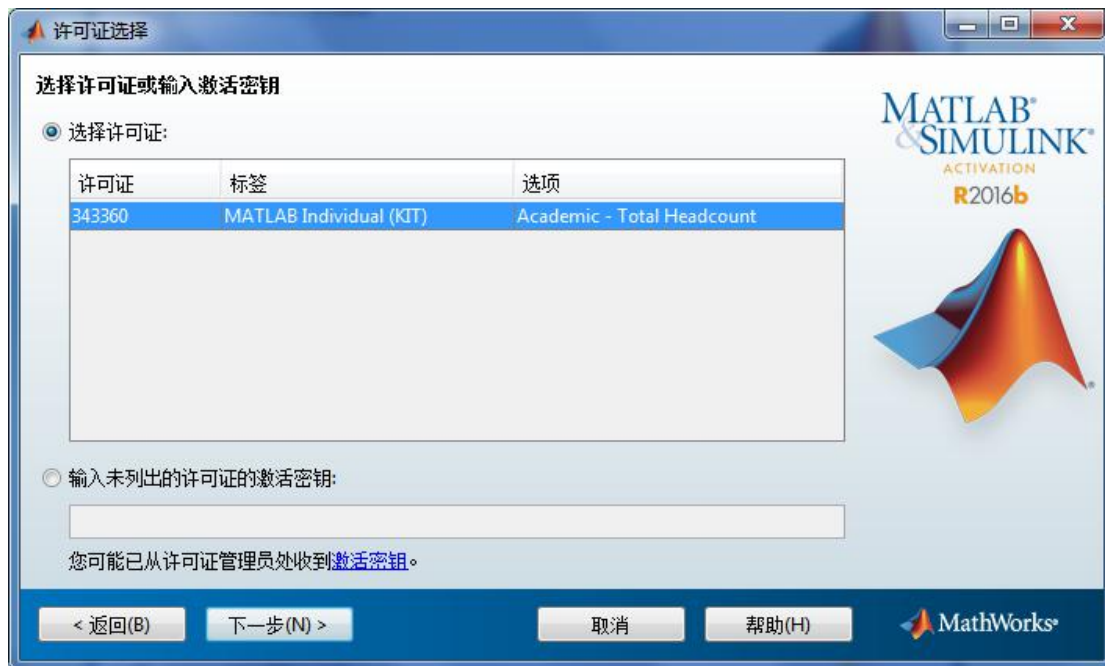 许可证选择
选择许可证或输入激活密钥
选择许可证:
许可证 标签 选项
343360 MATLAB Individual (KIT) Academic - Total Headcount
输入未列出的许可证的激活密钥:
您可能已从许可证管理员处收到激活密钥。
MATLAB®
&SIMULINK®
ACTIVATION
R2016b
< 返回(B) 下一步(N) > 取消 帮助(H) MathWorks®